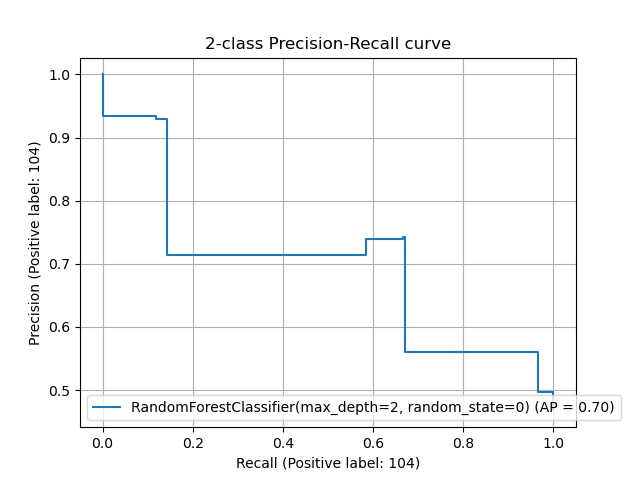 2-class Precision-Recall curve
Precision (Positive label: 104)
1.0
0.9
0.8
0.7
0.6
0.5
RandomForestClassifier(max_depth=2, random_state=0) (AP = 0.70)
0.0 0.2 0.4 0.6 0.8 1.0
Recall (Positive label: 104)